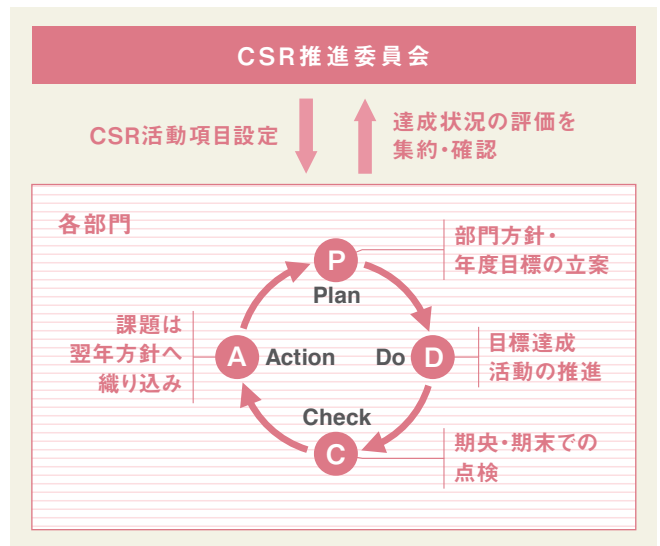 CSR推進委員会
CSR活動項目設定
達成状況の評価を
集約・確認
各部門
P
Plan
部門方針・
年度目標の立案
課題は
翌年方針へ
織り込み
A Action
Do D
目標達成
活動の推進
Check
C
期央・期末での
点検